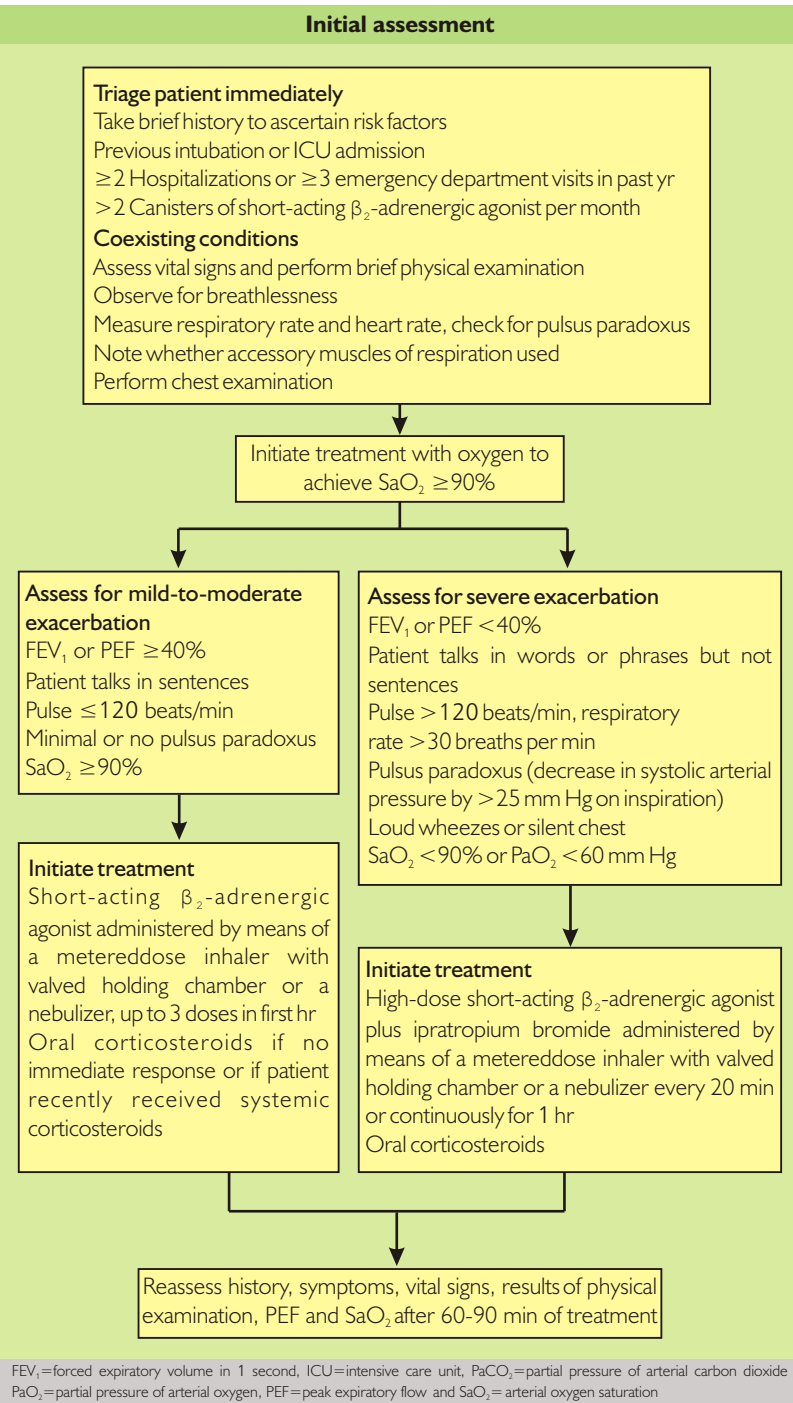 Initial assessment
Triage patient immediately
Take brief history to ascertain risk factors
Previous intubation or ICU admission
≥2 Hospitalizations or ≥3 emergency department visits in past yr
>2 Canisters of short-acting β₂-adrenergic agonist per month
Coexisting conditions
Assess vital signs and perform brief physical examination
Observe for breathlessness
Measure respiratory rate and heart rate, check for pulsus paradoxus
Note whether accessory muscles of respiration used
Perform chest examination
Initiate treatment with oxygen to
achieve SaO₂ ≥90%
Assess for mild-to-moderate
exacerbation
FEV₁ or PEF ≥40%
Patient talks in sentences
Pulse ≤120 beats/min
Minimal or no pulsus paradoxus
SaO₂ ≥90%
Initiate treatment
Short-acting β₂-adrenergic
agonist administered by means of
a metereddose inhaler with
valved holding chamber or a
nebulizer, up to 3 doses in first hr
Oral corticosteroids if no
immediate response or if patient
recently received systemic
corticosteroids
Assess for severe exacerbation
FEV₁ or PEF <40%
Patient talks in words or phrases but not
sentences
Pulse >120 beats/min, respiratory
rate >30 breaths per min
Pulsus paradoxus (decrease in systolic arterial
pressure by >25 mm Hg on inspiration)
Loud wheezes or silent chest
SaO₂ <90% or PaO₂ <60 mm Hg
Initiate treatment
High-dose short-acting β₂-adrenergic agonist
plus ipratropium bromide administered by
means of a metereddose inhaler with valved
holding chamber or a nebulizer every 20 min
or continuously for 1 hr
Oral corticosteroids
Reassess history, symptoms, vital signs, results of physical
examination, PEF and SaO₂ after 60-90 min of treatment
FEV₁=forced expiratory volume in 1 second, ICU=intensive care unit, PaCO₂=partial pressure of arterial carbon dioxide
PaO₂=partial pressure of arterial oxygen, PEF=peak expiratory flow and SaO₂= arterial oxygen saturation